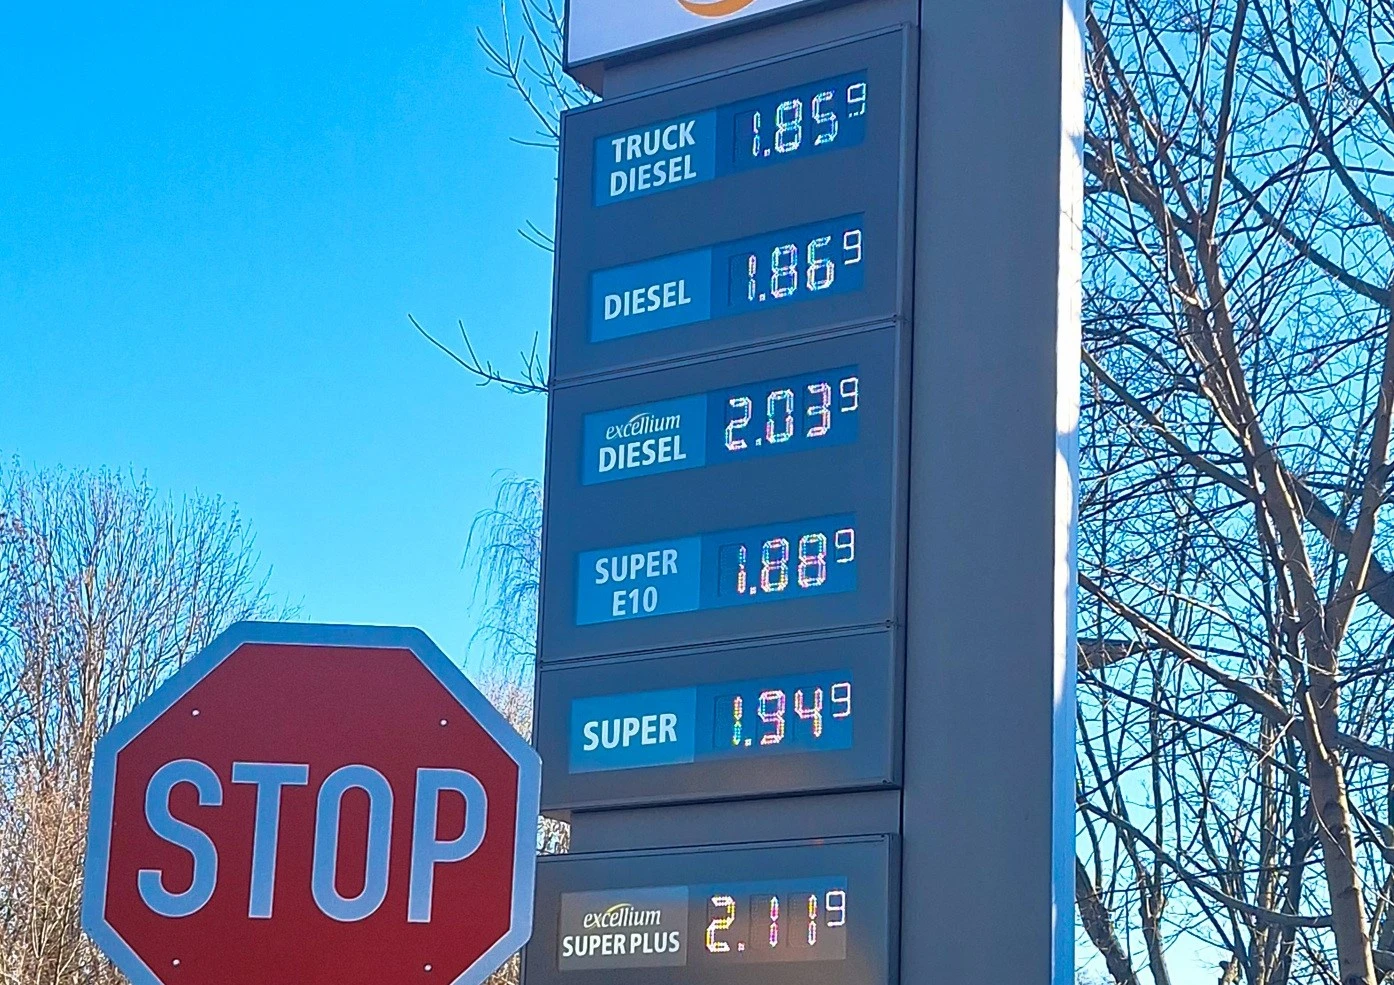 TRUCK DIESEL 1.85⁹
DIESEL 1.86⁹
excellium DIESEL 2.03⁹
SUPER E10 1.88⁹
SUPER 1.94⁹
excellium SUPER PLUS 2.11⁹
STOP